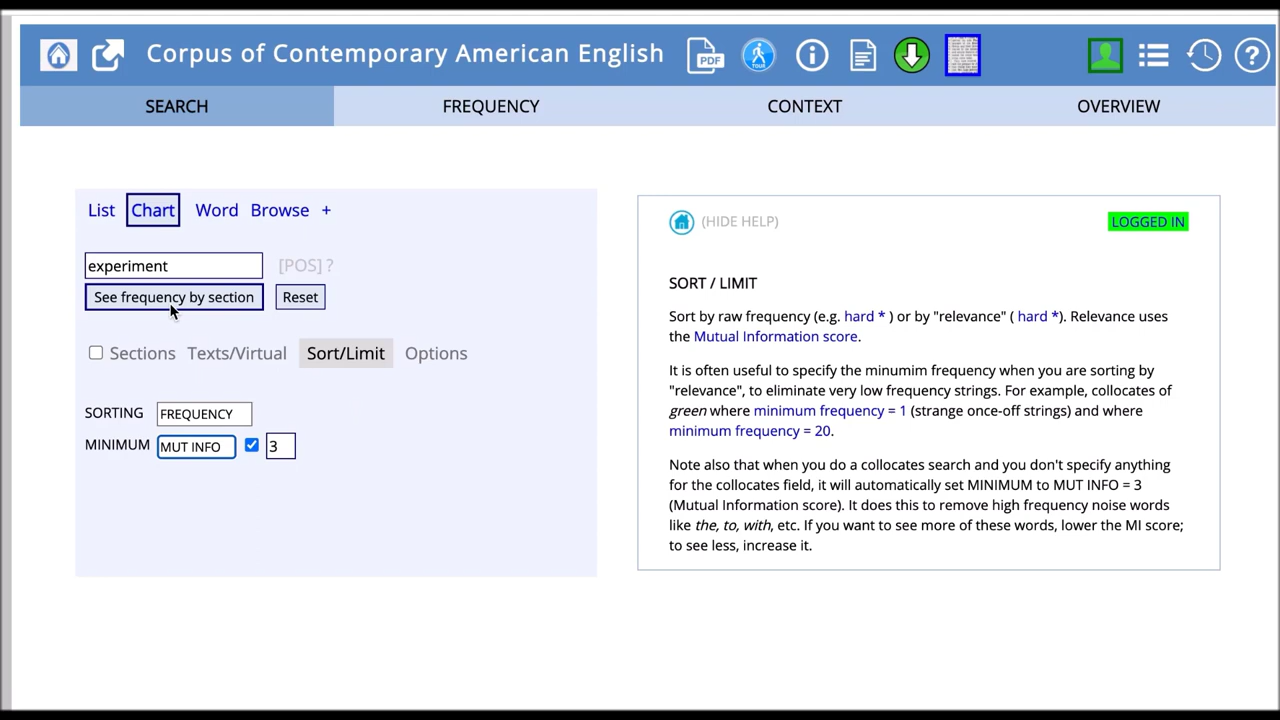 Corpus of Contemporary American English
PDF
TOUR
SEARCH FREQUENCY CONTEXT OVERVIEW
List Chart Word Browse +
experiment [POS] ?
See frequency by section Reset
Sections Texts/Virtual Sort/Limit Options
SORTING FREQUENCY
MINIMUM MUT INFO 3
(HIDE HELP) LOGGED IN
SORT / LIMIT
Sort by raw frequency (e.g. hard * ) or by "relevance" ( hard *). Relevance uses
the Mutual Information score.
It is often useful to specify the minumim frequency when you are sorting by
"relevance", to eliminate very low frequency strings. For example, collocates of
green where minimum frequency = 1 (strange once-off strings) and where
minimum frequency = 20.
Note also that when you do a collocates search and you don't specify anything
for the collocates field, it will automatically set MINIMUM to MUT INFO = 3
(Mutual Information score). It does this to remove high frequency noise words
like the, to, with, etc. If you want to see more of these words, lower the MI score;
to see less, increase it.